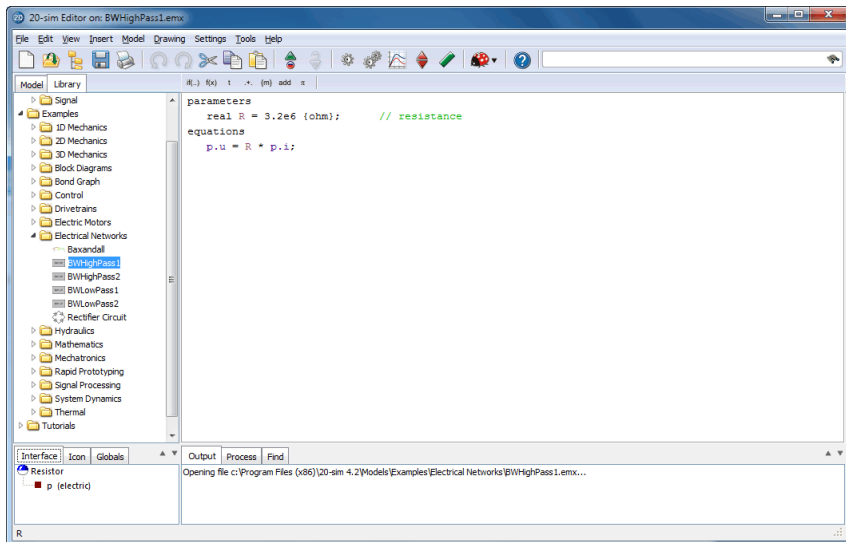 20-sim Editor on: BWHighPass1.emx
File Edit View Insert Model Drawing Settings Tools Help
Model Library
if(..) f(x) t .+. (m) add π
Signal
Examples
1D Mechanics
2D Mechanics
3D Mechanics
Block Diagrams
Bond Graph
Control
Drivetrains
Electric Motors
Electrical Networks
Baxandall
BWHighPass1
BWHighPass2
BWLowPass1
BWLowPass2
Rectifier Circuit
Hydraulics
Mathematics
Mechatronics
Rapid Prototyping
Signal Processing
System Dynamics
Thermal
Tutorials
parameters
real R = 3.2e6 {ohm}; // resistance
equations
p.u = R * p.i;
Interface Icon Globals
Resistor
p (electric)
Output Process Find
Opening file c:\Program Files (x86)\20-sim 4.2\Models\Examples\Electrical Networks\BWHighPass1.emx...
R